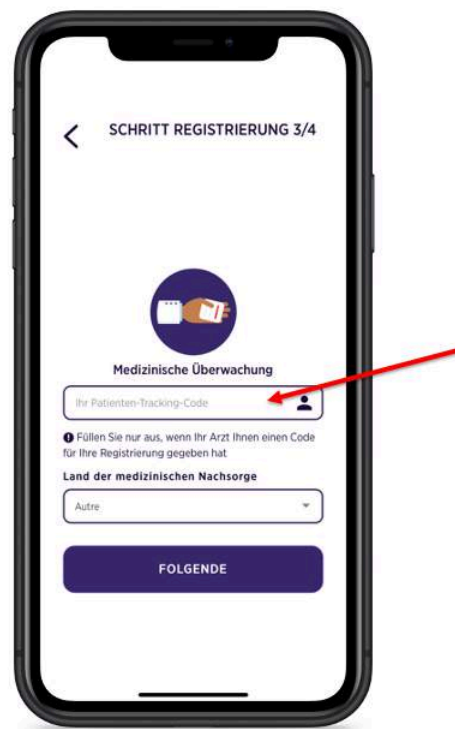 SCHRITT REGISTRIERUNG 3/4
Medizinische Überwachung
Ihr Patienten-Tracking-Code
Füllen Sie nur aus, wenn Ihr Arzt Ihnen einen Code
für Ihre Registrierung gegeben hat
Land der medizinischen Nachsorge
Autre
FOLGENDE